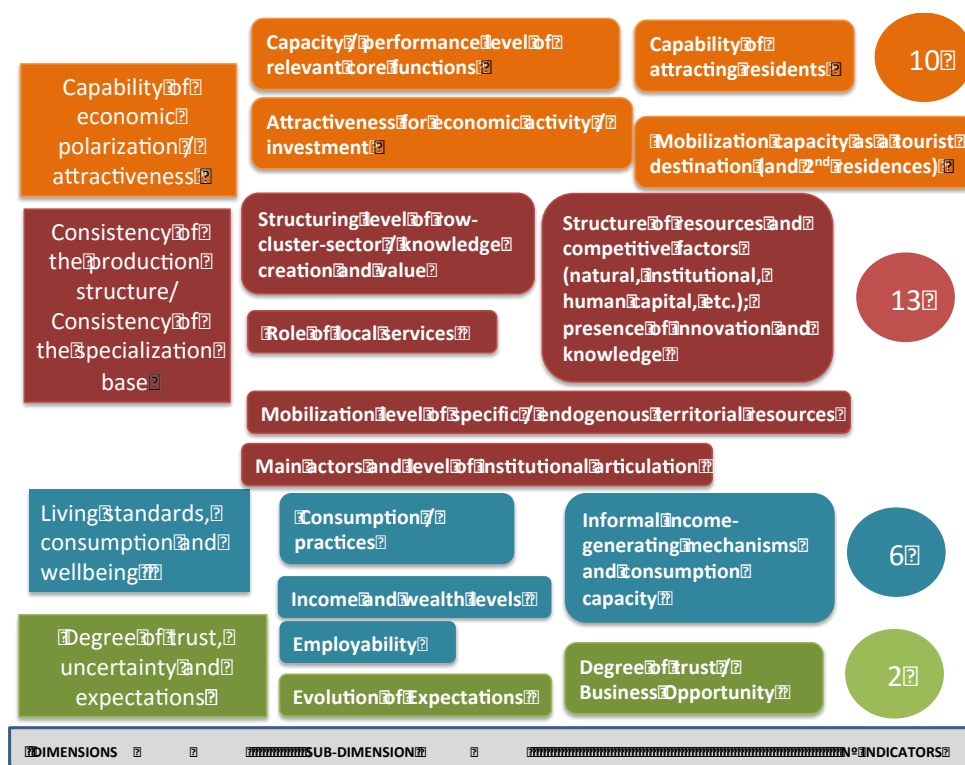 Capability of
economic
polarization /
attractiveness
Capacity / performance level of
relevant core functions
Capability of
attracting residents
10
Attractiveness for economic activity /
investment
Mobilization capacity as a tourist
destination (and 2nd residences)
Consistency of
the production
structure/
Consistency of
the specialization
base
Structuring level of row-
cluster-sector / knowledge
creation and value
Structure of resources and
competitive factors
(natural, institutional,
human capital, etc.);
presence of innovation and
knowledge
13
Role of local services
Mobilization level of specific / endogenous territorial resources
Main actors and level of institutional articulation
Living standards,
consumption and
wellbeing
Consumption /
practices
Informal income-
generating mechanisms
and consumption
capacity
6
Income and wealth levels
Employability
Degree of trust,
uncertainty and
expectations
Evolution of Expectations
Degree of trust /
Business Opportunity
2
DIMENSIONS SUB-DIMENSION Nº INDICATORS